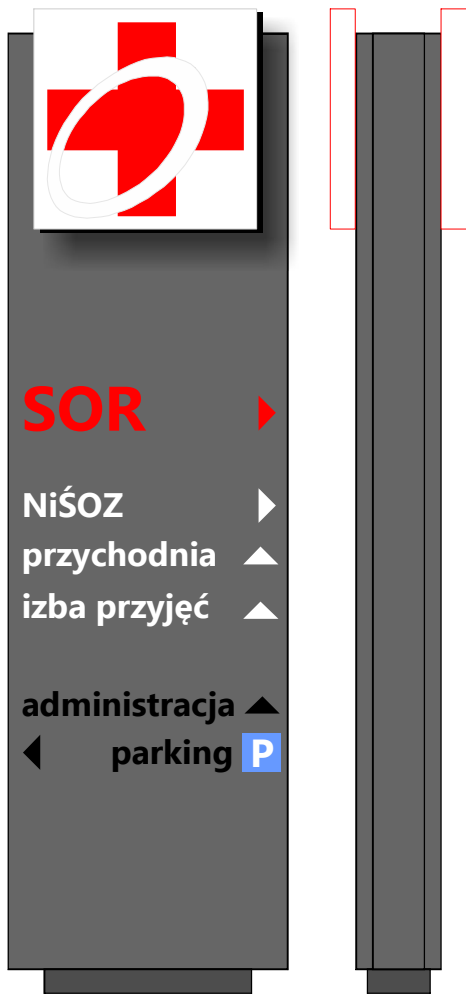 SOR
NiŚOZ
przychodnia
izba przyjęć
administracja
parking P